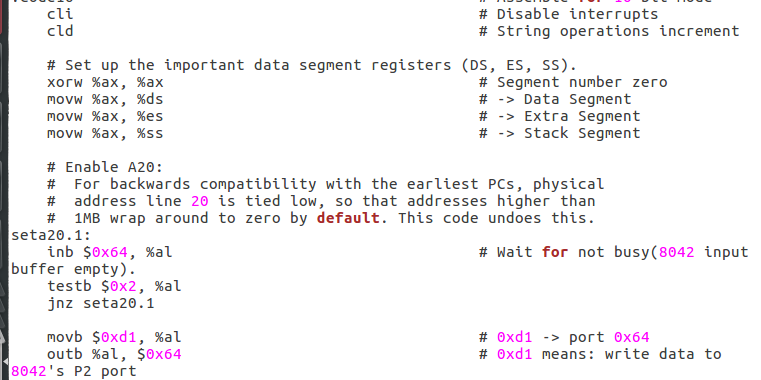 cli # Disable interrupts
cld # String operations increment
# Set up the important data segment registers (DS, ES, SS).
xorw %ax, %ax # Segment number zero
movw %ax, %ds # -> Data Segment
movw %ax, %es # -> Extra Segment
movw %ax, %ss # -> Stack Segment
# Enable A20:
# For backwards compatibility with the earliest PCs, physical
# address line 20 is tied low, so that addresses higher than
# 1MB wrap around to zero by default. This code undoes this.
seta20.1:
inb $0x64, %al # Wait for not busy(8042 input
buffer empty).
testb $0x2, %al
jnz seta20.1
movb $0xd1, %al # 0xd1 -> port 0x64
outb %al, $0x64 # 0xd1 means: write data to
8042's P2 port